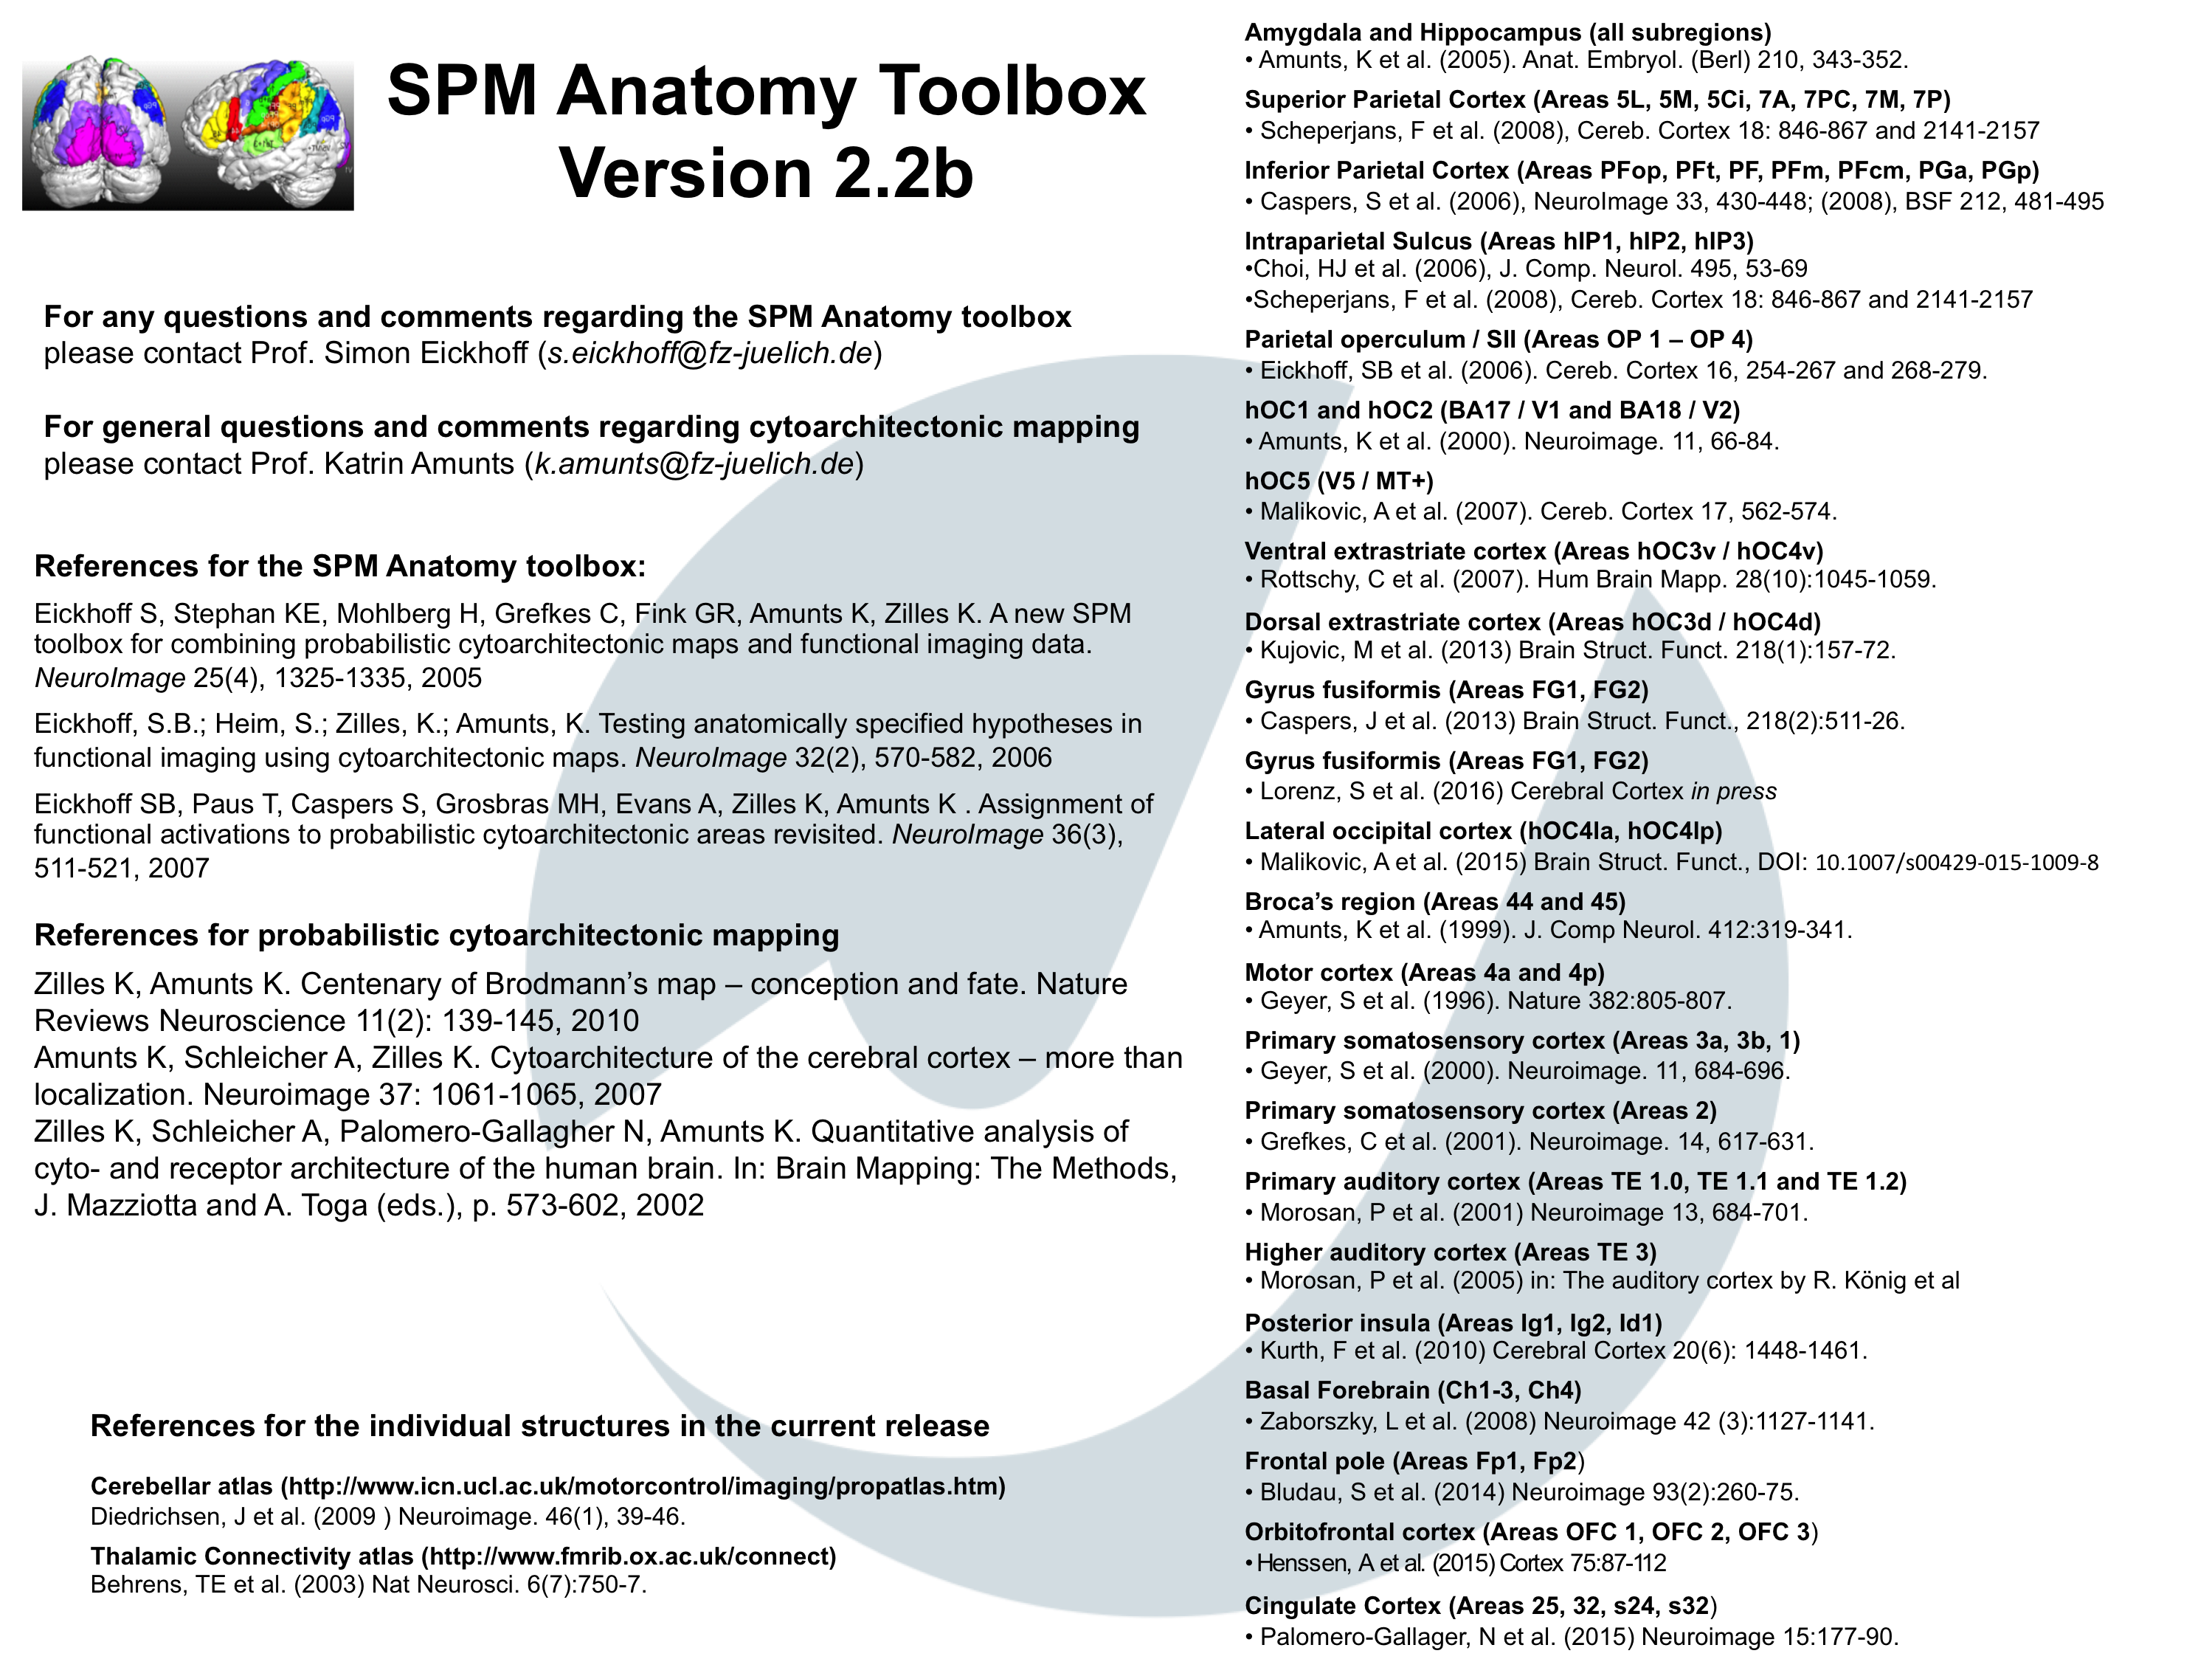 SPM Anatomy Toolbox
Version 2.2b
For any questions and comments regarding the SPM Anatomy toolbox
please contact Prof. Simon Eickhoff (s.eickhoff@fz-juelich.de)
For general questions and comments regarding cytoarchitectonic mapping
please contact Prof. Katrin Amunts (k.amunts@fz-juelich.de)
References for the SPM Anatomy toolbox:
Eickhoff S, Stephan KE, Mohlberg H, Grefkes C, Fink GR, Amunts K, Zilles K. A new SPM
toolbox for combining probabilistic cytoarchitectonic maps and functional imaging data.
NeuroImage 25(4), 1325-1335, 2005
Eickhoff, S.B.; Heim, S.; Zilles, K.; Amunts, K. Testing anatomically specified hypotheses in
functional imaging using cytoarchitectonic maps. NeuroImage 32(2), 570-582, 2006
Eickhoff SB, Paus T, Caspers S, Grosbras MH, Evans A, Zilles K, Amunts K . Assignment of
functional activations to probabilistic cytoarchitectonic areas revisited. NeuroImage 36(3),
511-521, 2007
References for probabilistic cytoarchitectonic mapping
Zilles K, Amunts K. Centenary of Brodmann’s map – conception and fate. Nature
Reviews Neuroscience 11(2): 139-145, 2010
Amunts K, Schleicher A, Zilles K. Cytoarchitecture of the cerebral cortex – more than
localization. Neuroimage 37: 1061-1065, 2007
Zilles K, Schleicher A, Palomero-Gallagher N, Amunts K. Quantitative analysis of
cyto- and receptor architecture of the human brain. In: Brain Mapping: The Methods,
J. Mazziotta and A. Toga (eds.), p. 573-602, 2002
References for the individual structures in the current release
Cerebellar atlas (http://www.icn.ucl.ac.uk/motorcontrol/imaging/propatlas.htm)
Diedrichsen, J et al. (2009 ) Neuroimage. 46(1), 39-46.
Thalamic Connectivity atlas (http://www.fmrib.ox.ac.uk/connect)
Behrens, TE et al. (2003) Nat Neurosci. 6(7):750-7.
Amygdala and Hippocampus (all subregions)
• Amunts, K et al. (2005). Anat. Embryol. (Berl) 210, 343-352.
Superior Parietal Cortex (Areas 5L, 5M, 5Ci, 7A, 7PC, 7M, 7P)
• Scheperjans, F et al. (2008), Cereb. Cortex 18: 846-867 and 2141-2157
Inferior Parietal Cortex (Areas PFop, PFt, PF, PFm, PFcm, PGa, PGp)
• Caspers, S et al. (2006), NeuroImage 33, 430-448; (2008), BSF 212, 481-495
Intraparietal Sulcus (Areas hIP1, hIP2, hIP3)
•Choi, HJ et al. (2006), J. Comp. Neurol. 495, 53-69
•Scheperjans, F et al. (2008), Cereb. Cortex 18: 846-867 and 2141-2157
Parietal operculum / SII (Areas OP 1 – OP 4)
• Eickhoff, SB et al. (2006). Cereb. Cortex 16, 254-267 and 268-279.
hOC1 and hOC2 (BA17 / V1 and BA18 / V2)
• Amunts, K et al. (2000). Neuroimage. 11, 66-84.
hOC5 (V5 / MT+)
• Malikovic, A et al. (2007). Cereb. Cortex 17, 562-574.
Ventral extrastriate cortex (Areas hOC3v / hOC4v)
• Rottschy, C et al. (2007). Hum Brain Mapp. 28(10):1045-1059.
Dorsal extrastriate cortex (Areas hOC3d / hOC4d)
• Kujovic, M et al. (2013) Brain Struct. Funct. 218(1):157-72.
Gyrus fusiformis (Areas FG1, FG2)
• Caspers, J et al. (2013) Brain Struct. Funct., 218(2):511-26.
Gyrus fusiformis (Areas FG1, FG2)
• Lorenz, S et al. (2016) Cerebral Cortex in press
Lateral occipital cortex (hOC4la, hOC4lp)
• Malikovic, A et al. (2015) Brain Struct. Funct., DOI: 10.1007/s00429-015-1009-8
Broca’s region (Areas 44 and 45)
• Amunts, K et al. (1999). J. Comp Neurol. 412:319-341.
Motor cortex (Areas 4a and 4p)
• Geyer, S et al. (1996). Nature 382:805-807.
Primary somatosensory cortex (Areas 3a, 3b, 1)
• Geyer, S et al. (2000). Neuroimage. 11, 684-696.
Primary somatosensory cortex (Areas 2)
• Grefkes, C et al. (2001). Neuroimage. 14, 617-631.
Primary auditory cortex (Areas TE 1.0, TE 1.1 and TE 1.2)
• Morosan, P et al. (2001) Neuroimage 13, 684-701.
Higher auditory cortex (Areas TE 3)
• Morosan, P et al. (2005) in: The auditory cortex by R. König et al
Posterior insula (Areas Ig1, Ig2, Id1)
• Kurth, F et al. (2010) Cerebral Cortex 20(6): 1448-1461.
Basal Forebrain (Ch1-3, Ch4)
• Zaborszky, L et al. (2008) Neuroimage 42 (3):1127-1141.
Frontal pole (Areas Fp1, Fp2)
• Bludau, S et al. (2014) Neuroimage 93(2):260-75.
Orbitofrontal cortex (Areas OFC 1, OFC 2, OFC 3)
• Henssen, A et al. (2015) Cortex 75:87-112
Cingulate Cortex (Areas 25, 32, s24, s32)
• Palomero-Gallager, N et al. (2015) Neuroimage 15:177-90.